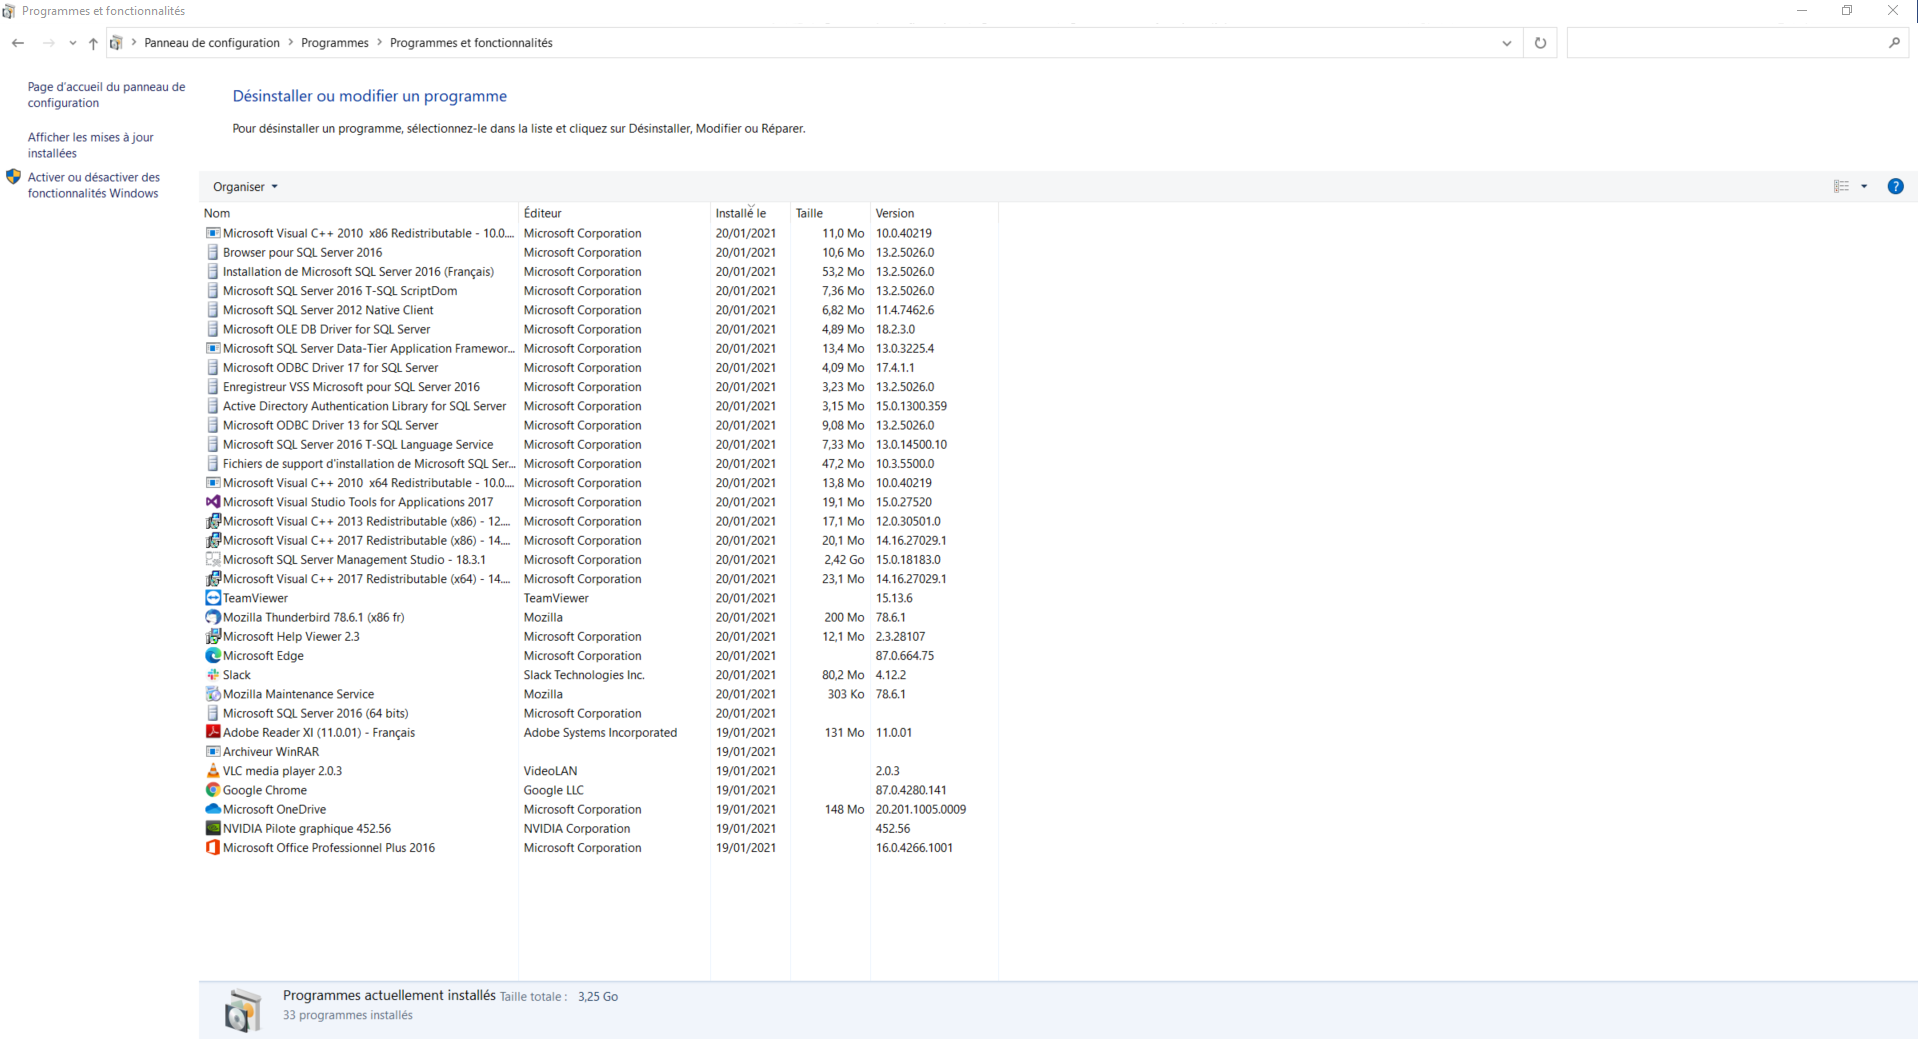 Programmes et fonctionnalités
Panneau de configuration > Programmes > Programmes et fonctionnalités
Page d'accueil du panneau de
configuration
Afficher les mises à jour
installées
Activer ou désactiver des
fonctionnalités Windows
Désinstaller ou modifier un programme
Pour désinstaller un programme, sélectionnez-le dans la liste et cliquez sur Désinstaller, Modifier ou Réparer.
Organiser
Nom Éditeur Installé le Taille Version
Microsoft Visual C++ 2010 x86 Redistributable - 10.0.... Microsoft Corporation 20/01/2021 11,0 Mo 10.0.40219
Browser pour SQL Server 2016 Microsoft Corporation 20/01/2021 10,6 Mo 13.2.5026.0
Installation de Microsoft SQL Server 2016 (Français) Microsoft Corporation 20/01/2021 53,2 Mo 13.2.5026.0
Microsoft SQL Server 2016 T-SQL ScriptDom Microsoft Corporation 20/01/2021 7,36 Mo 13.2.5026.0
Microsoft SQL Server 2012 Native Client Microsoft Corporation 20/01/2021 6,82 Mo 11.4.7462.6
Microsoft OLE DB Driver for SQL Server Microsoft Corporation 20/01/2021 4,89 Mo 18.2.3.0
Microsoft SQL Server Data-Tier Application Framewor... Microsoft Corporation 20/01/2021 13,4 Mo 13.0.3225.4
Microsoft ODBC Driver 17 for SQL Server Microsoft Corporation 20/01/2021 4,09 Mo 17.4.1.1
Enregistreur VSS Microsoft pour SQL Server 2016 Microsoft Corporation 20/01/2021 3,23 Mo 13.2.5026.0
Active Directory Authentication Library for SQL Server Microsoft Corporation 20/01/2021 3,15 Mo 15.0.1300.359
Microsoft ODBC Driver 13 for SQL Server Microsoft Corporation 20/01/2021 9,08 Mo 13.2.5026.0
Microsoft SQL Server 2016 T-SQL Language Service Microsoft Corporation 20/01/2021 7,33 Mo 13.0.14500.10
Fichiers de support d'installation de Microsoft SQL Ser... Microsoft Corporation 20/01/2021 47,2 Mo 10.3.5500.0
Microsoft Visual C++ 2010 x64 Redistributable - 10.0.... Microsoft Corporation 20/01/2021 13,8 Mo 10.0.40219
Microsoft Visual Studio Tools for Applications 2017 Microsoft Corporation 20/01/2021 19,1 Mo 15.0.27520
Microsoft Visual C++ 2013 Redistributable (x86) - 12.... Microsoft Corporation 20/01/2021 17,1 Mo 12.0.30501.0
Microsoft Visual C++ 2017 Redistributable (x86) - 14.... Microsoft Corporation 20/01/2021 20,1 Mo 14.16.27029.1
Microsoft SQL Server Management Studio - 18.3.1 Microsoft Corporation 20/01/2021 2,42 Go 15.0.18183.0
Microsoft Visual C++ 2017 Redistributable (x64) - 14.... Microsoft Corporation 20/01/2021 23,1 Mo 14.16.27029.1
TeamViewer TeamViewer 20/01/2021 15.13.6
Mozilla Thunderbird 78.6.1 (x86 fr) Mozilla 20/01/2021 200 Mo 78.6.1
Microsoft Help Viewer 2.3 Microsoft Corporation 20/01/2021 12,1 Mo 2.3.28107
Microsoft Edge Microsoft Corporation 20/01/2021 87.0.664.75
Slack Slack Technologies Inc. 20/01/2021 80,2 Mo 4.12.2
Mozilla Maintenance Service Mozilla 20/01/2021 303 Ko 78.6.1
Microsoft SQL Server 2016 (64 bits) Microsoft Corporation 20/01/2021
Adobe Reader XI (11.0.01) - Français Adobe Systems Incorporated 19/01/2021 131 Mo 11.0.01
Archiveur WinRAR 19/01/2021
VLC media player 2.0.3 VideoLAN 19/01/2021 2.0.3
Google Chrome Google LLC 19/01/2021 87.0.4280.141
Microsoft OneDrive Microsoft Corporation 19/01/2021 148 Mo 20.201.1005.0009
NVIDIA Pilote graphique 452.56 NVIDIA Corporation 19/01/2021 452.56
Microsoft Office Professionnel Plus 2016 Microsoft Corporation 19/01/2021 16.0.4266.1001
Programmes actuellement installés Taille totale : 3,25 Go
33 programmes installés